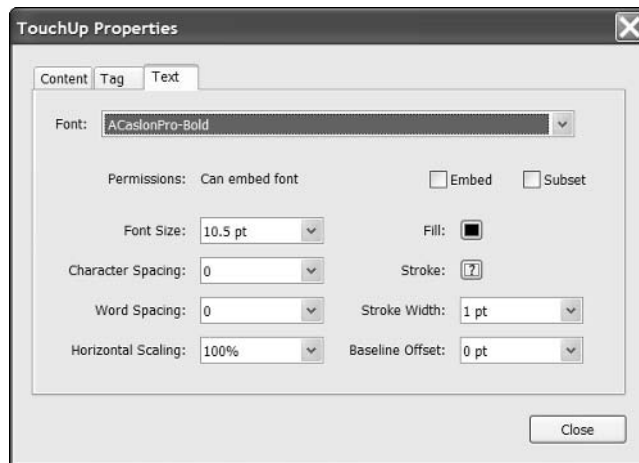 TouchUp Properties
Content Tag Text
Font: ACaslonPro-Bold
Permissions: Can embed font Embed Subset
Font Size: 10.5 pt Fill:
Character Spacing: 0 Stroke: ?
Word Spacing: 0 Stroke Width: 1 pt
Horizontal Scaling: 100% Baseline Offset: 0 pt
Close